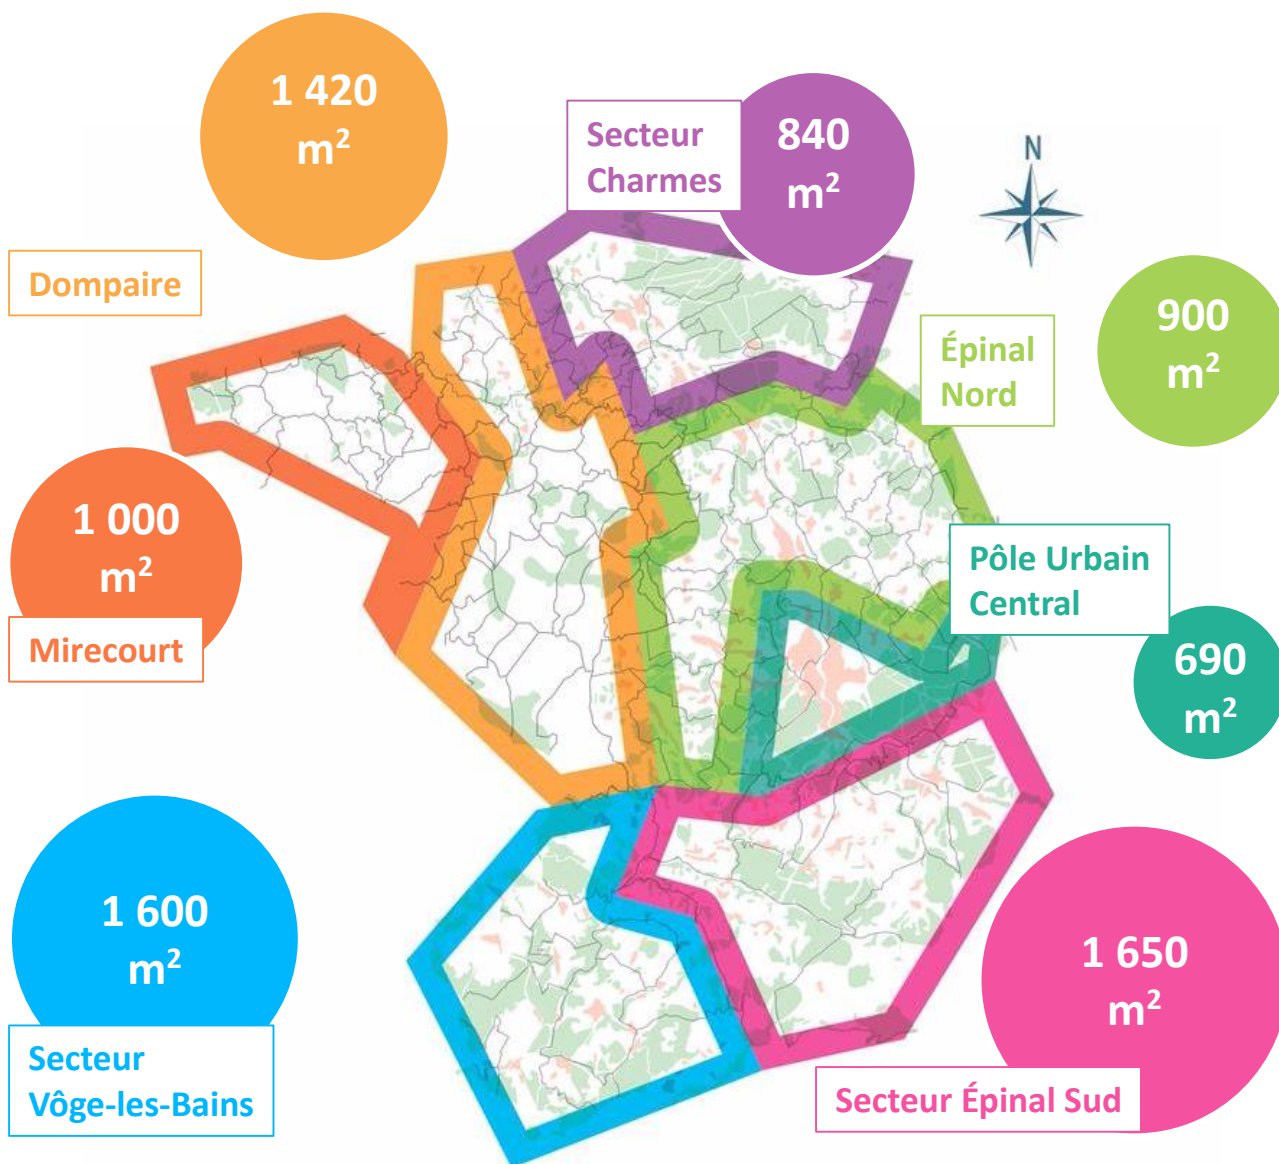 1 420
m²
Secteur
Charmes
840
m²
N
Dompaire
900
m²
Épinal
Nord
1 000
m²
Mirecourt
Pôle Urbain
Central
690
m²
1 600
m²
Secteur
Vôge-les-Bains
1 650
m²
Secteur Épinal Sud